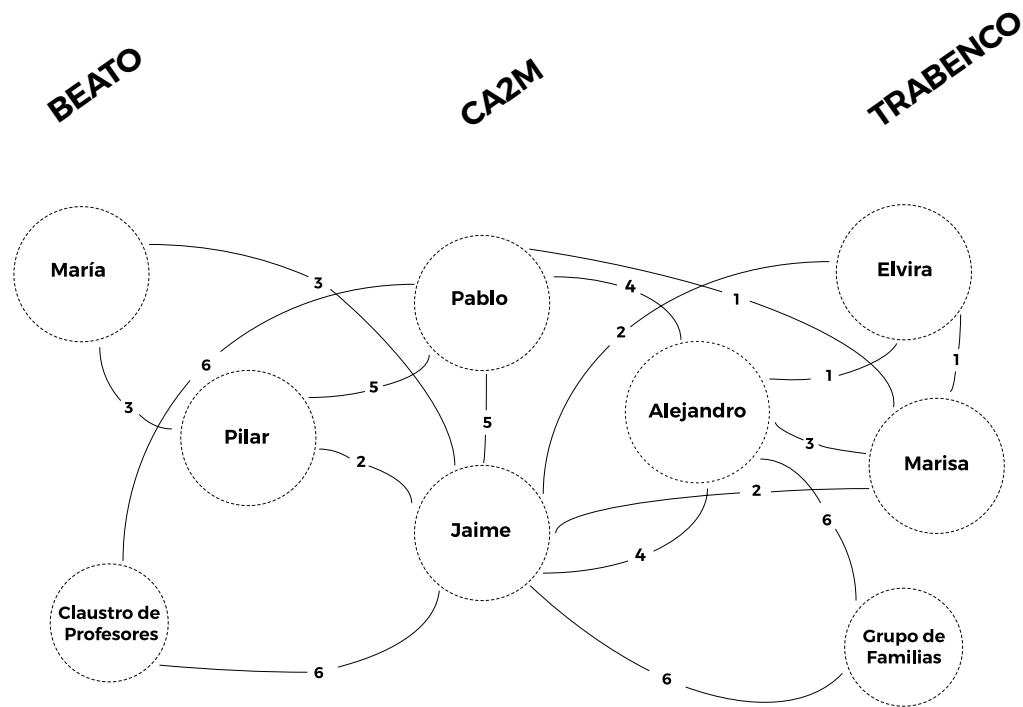 BEATO
CA2M
TRABENCO
María
Pablo
Elvira
Pilar
Alejandro
Marisa
Jaime
Claustro de
Profesores
Grupo de
Familias
3
4
1
2
6
1
1
5
3
5
3
2
2
6
4
6
6